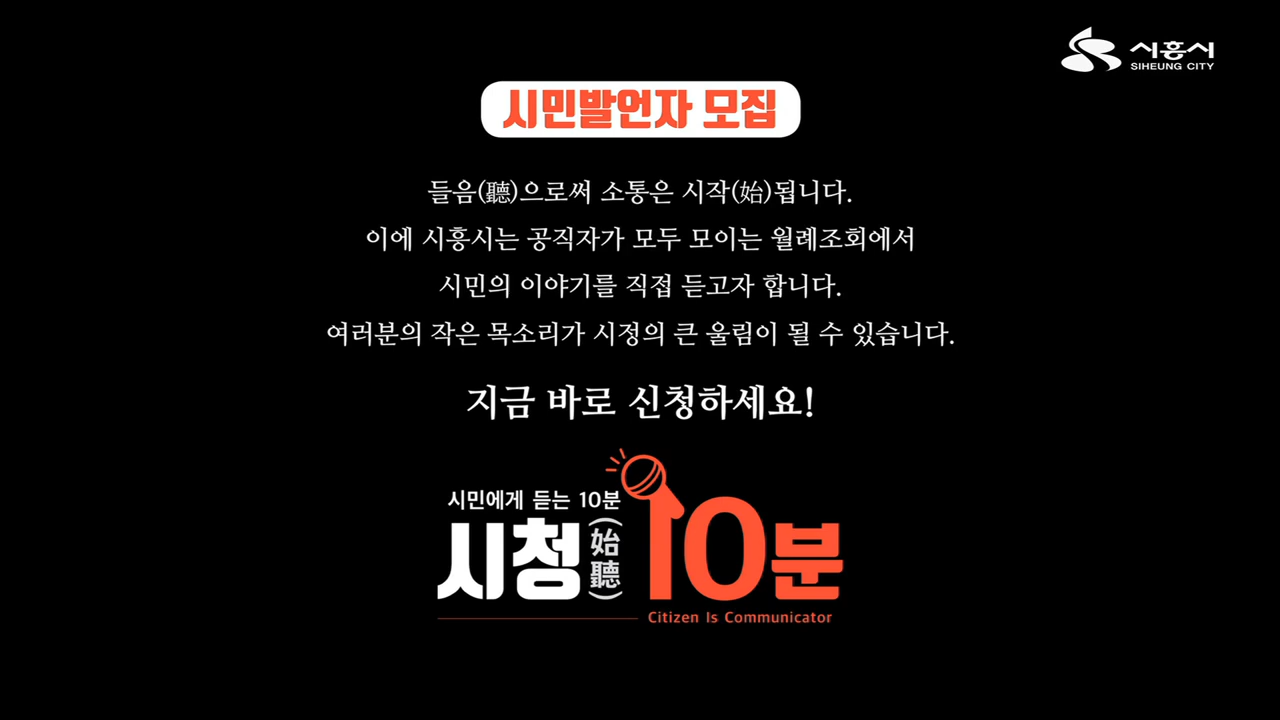 시흥시
SIHEUNG CITY
시민발언자 모집
들음(聽)으로써 소통은 시작(始)됩니다.
이에 시흥시는 공직자가 모두 모이는 월례조회에서
시민의 이야기를 직접 듣고자 합니다.
여러분의 작은 목소리가 시정의 큰 울림이 될 수 있습니다.
지금 바로 신청하세요!
시민에게 듣는 10분
시청(始聽)10분
Citizen Is Communicator